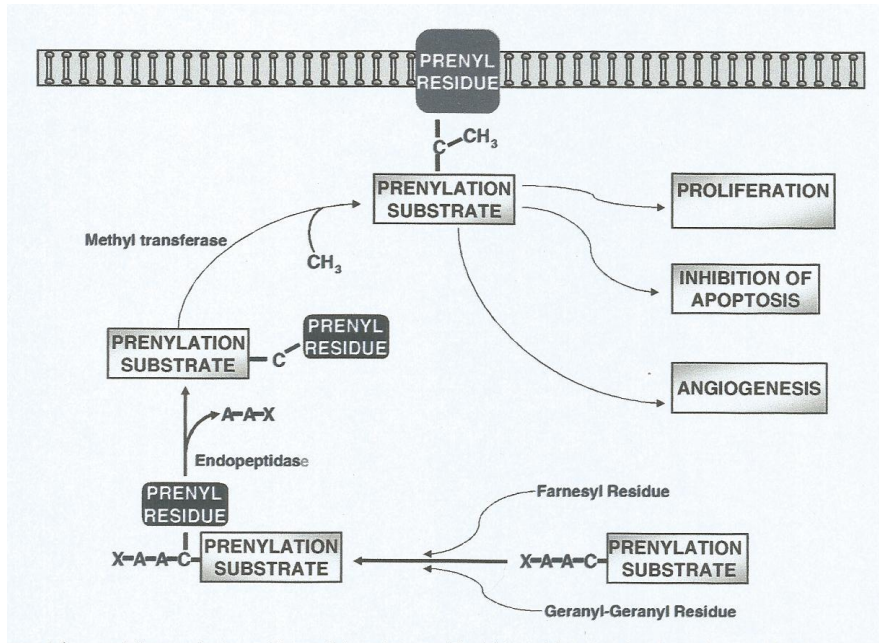 PRENYL
RESIDUE
C
CH3
PRENYLATION
SUBSTRATE
PROLIFERATION
Methyl transferase
CH3
INHIBITION OF
APOPTOSIS
PRENYLATION
SUBSTRATE
C
PRENYL
RESIDUE
ANGIOGENESIS
A-A-X
Endopeptidase
PRENYL
RESIDUE
Farnesyl Residue
X-A-A-C-
PRENYLATION
SUBSTRATE
X-A-A-C-
PRENYLATION
SUBSTRATE
Geranyl-Geranyl Residue